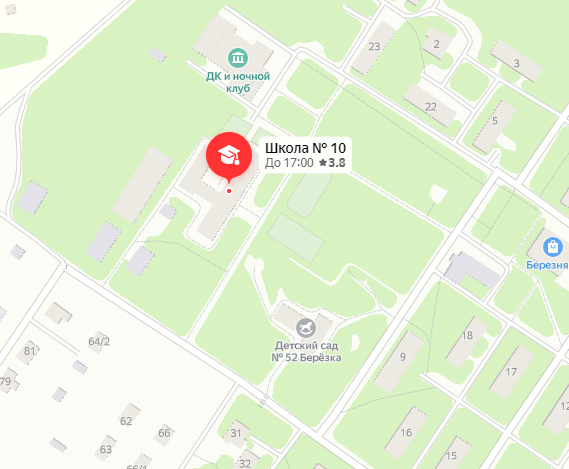 23
2
3
ДК и ночной
клуб
22
5
Школа № 10
До 17:00 ★3.8
Березня
Детский сад
№ 52 Берёзка
18
9
17
64/2
81
79
62
66
63
31
16
15
32
66/1